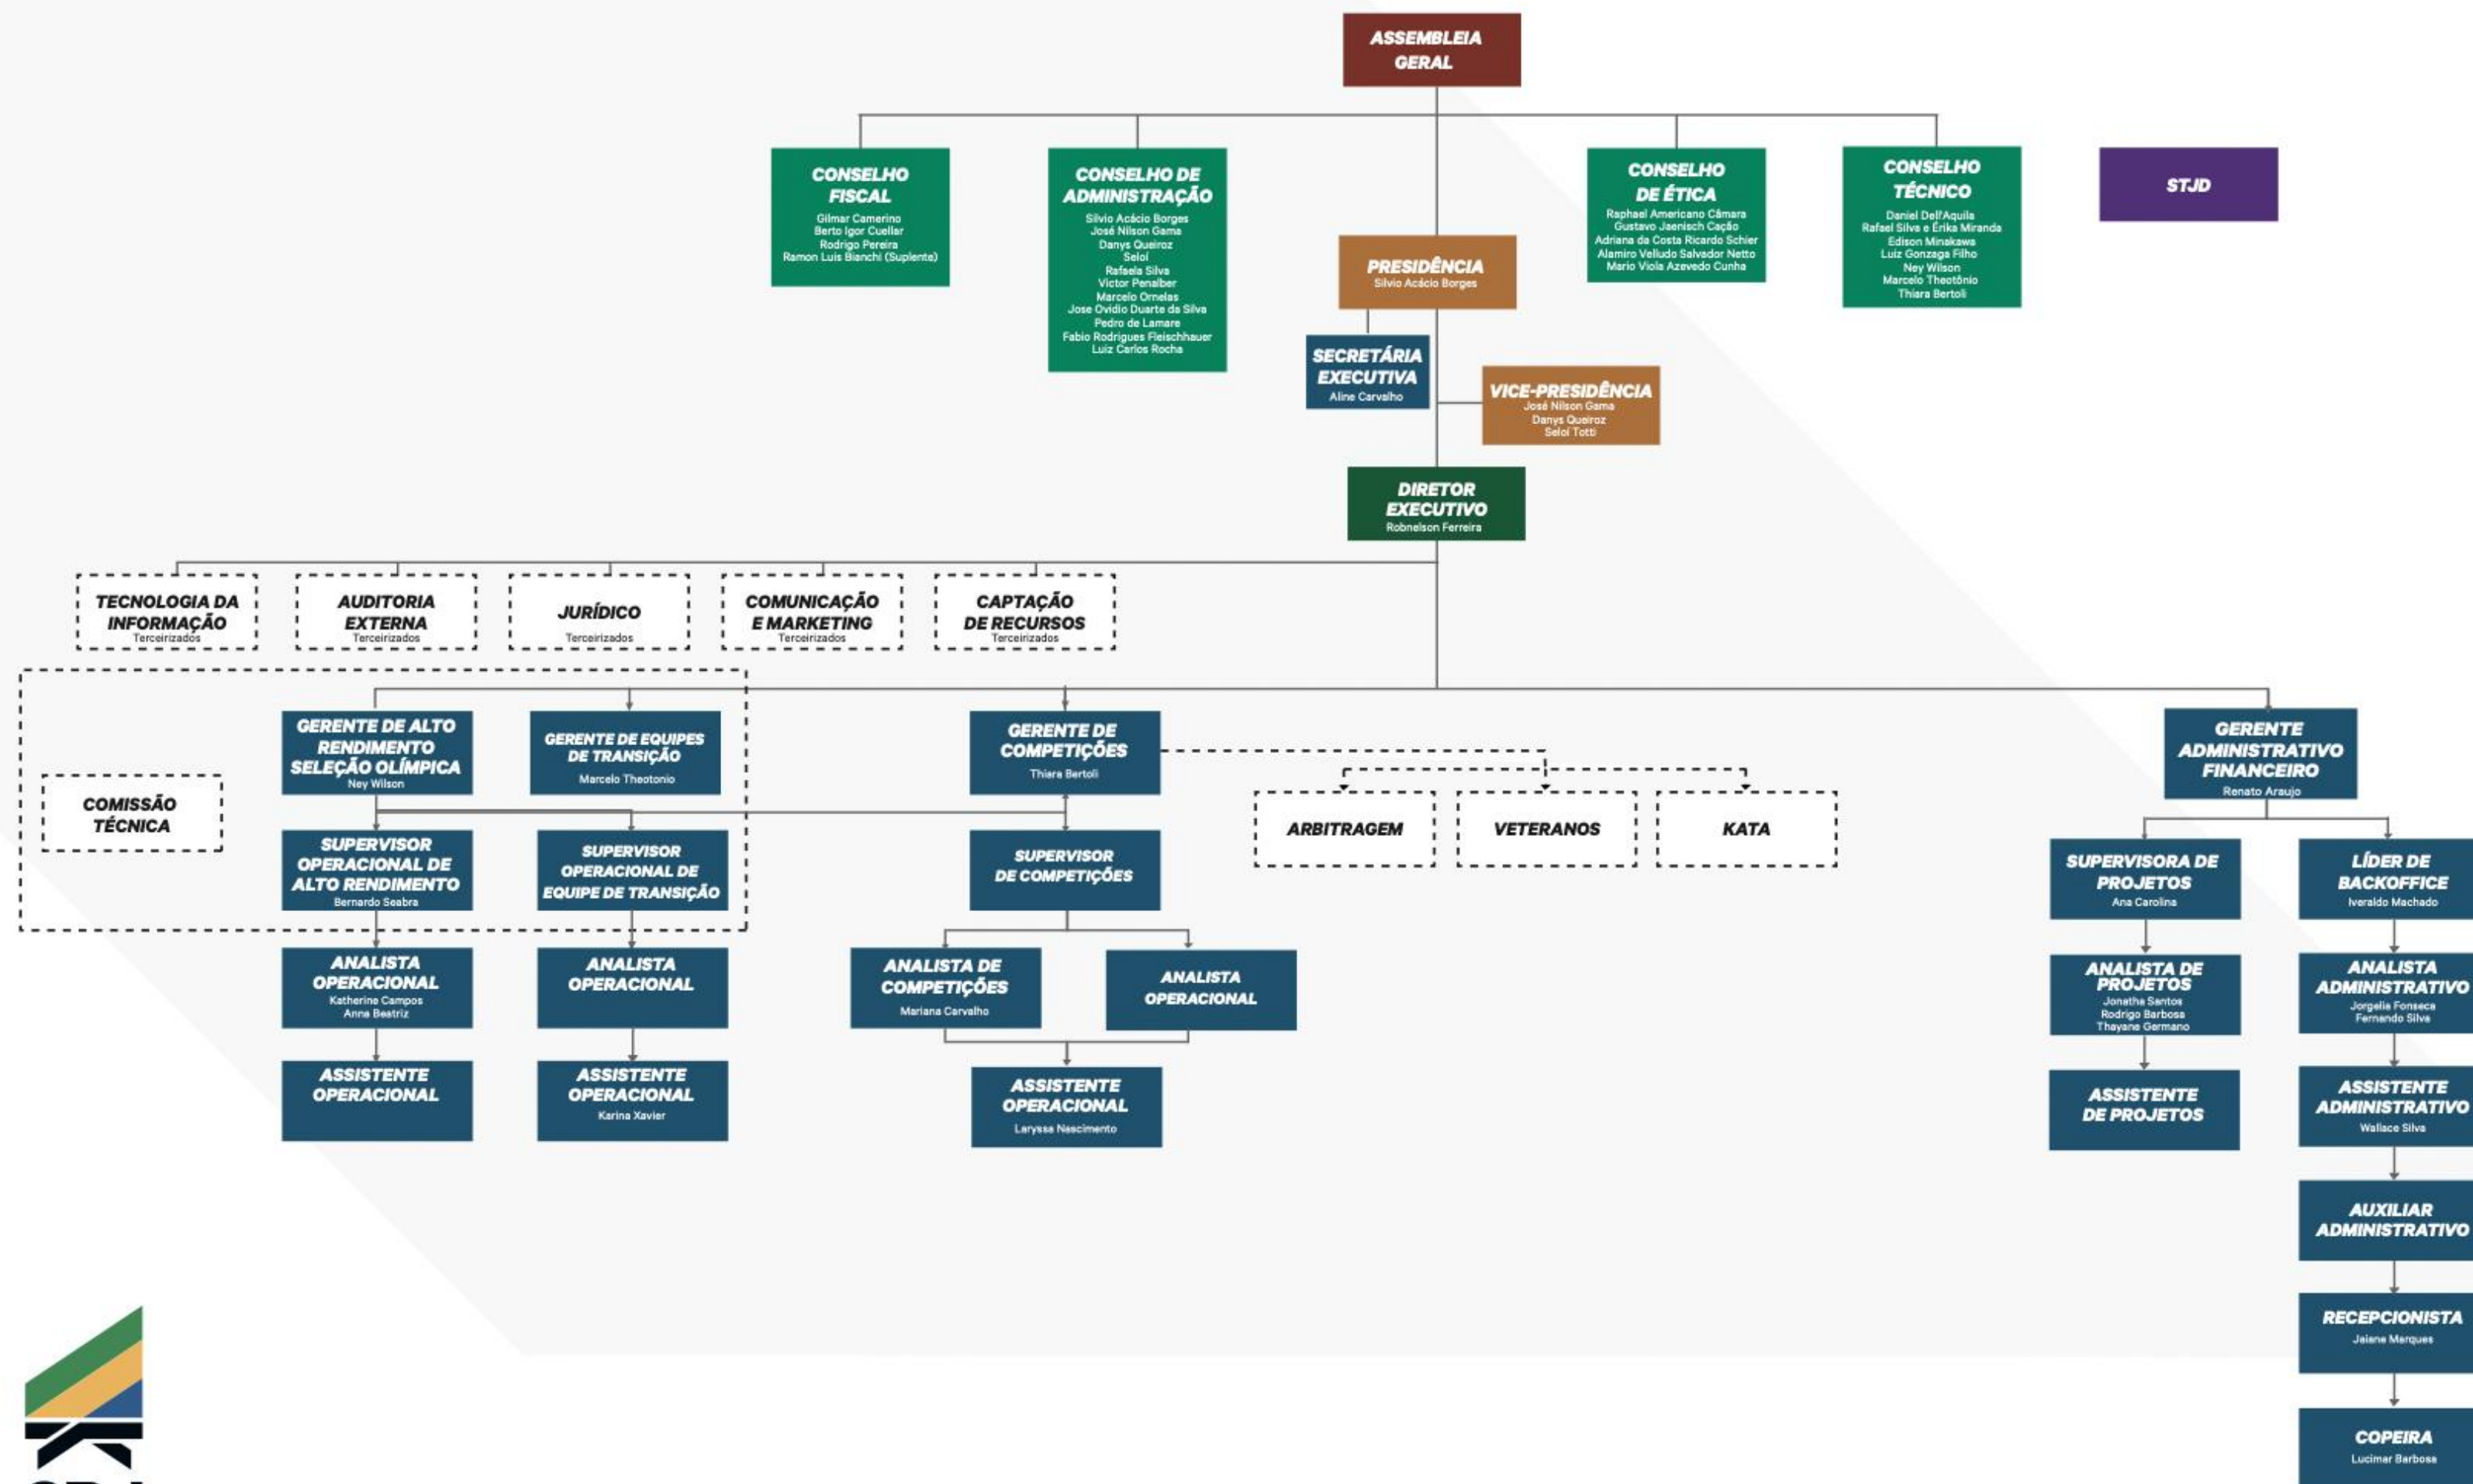 ASSEMBLEIA
GERAL
CONSELHO
FISCAL
Gilmar Camerino
Berto Igor Cuellar
Rodrigo Pereira
Ramon Luis Bianchi (Suplente)
CONSELHO DE
ADMINISTRAÇÃO
Silvio Acácio Borges
José Nilson Gama
Danys Queiroz
Seloí
Rafaela Silva
Victor Penalber
Marcelo Ornelas
Jose Ovidio Duarte da Silva
Pedro de Lamare
Fabio Rodrigues Fleischhauer
Luiz Carlos Rocha
CONSELHO
DE ÉTICA
Raphael Americano Câmara
Gustavo Jaenisch Cação
Adriana da Costa Ricardo Schier
Alamiro Velludo Salvador Netto
Mario Viola Azevedo Cunha
CONSELHO
TÉCNICO
Daniel Dell'Aquila
Rafael Silva e Érika Miranda
Edison Minakawa
Luiz Gonzaga Filho
Ney Wilson
Marcelo Theotônio
Thiara Bertoli
STJD
PRESIDÊNCIA
Silvio Acácio Borges
SECRETÁRIA
EXECUTIVA
Aline Carvalho
VICE-PRESIDÊNCIA
José Nilson Gama
Danys Queiroz
Seloí Totti
DIRETOR
EXECUTIVO
Robnelson Ferreira
TECNOLOGIA DA
INFORMAÇÃO
Terceirizados
AUDITORIA
EXTERNA
Terceirizados
JURÍDICO
Terceirizados
COMUNICAÇÃO
E MARKETING
Terceirizados
CAPTAÇÃO
DE RECURSOS
Terceirizados
GERENTE DE ALTO
RENDIMENTO
SELEÇÃO OLÍMPICA
Ney Wilson
GERENTE DE EQUIPES
DE TRANSIÇÃO
Marcelo Theotonio
GERENTE DE
COMPETIÇÕES
Thiara Bertoli
GERENTE
ADMINISTRATIVO
FINANCEIRO
Renato Araujo
COMISSÃO
TÉCNICA
ARBITRAGEM
VETERANOS
KATA
SUPERVISOR
OPERACIONAL DE
ALTO RENDIMENTO
Bernardo Seabra
SUPERVISOR
OPERACIONAL DE
EQUIPE DE TRANSIÇÃO
SUPERVISOR
DE COMPETIÇÕES
SUPERVISORA DE
PROJETOS
Ana Carolina
LÍDER DE
BACKOFFICE
Iveraldo Machado
ANALISTA
OPERACIONAL
Katherine Campos
Anna Beatriz
ANALISTA
OPERACIONAL
ANALISTA DE
COMPETIÇÕES
Mariana Carvalho
ANALISTA
OPERACIONAL
ANALISTA DE
PROJETOS
Jonatha Santos
Rodrigo Barbosa
Thayane Germano
ANALISTA
ADMINISTRATIVO
Jorgelia Fonseca
Fernando Silva
ASSISTENTE
OPERACIONAL
ASSISTENTE
OPERACIONAL
Karina Xavier
ASSISTENTE
OPERACIONAL
Laryssa Nascimento
ASSISTENTE
DE PROJETOS
ASSISTENTE
ADMINISTRATIVO
Wallace Silva
AUXILIAR
ADMINISTRATIVO
RECEPCIONISTA
Jaiane Marques
COPEIRA
Lucimar Barbosa